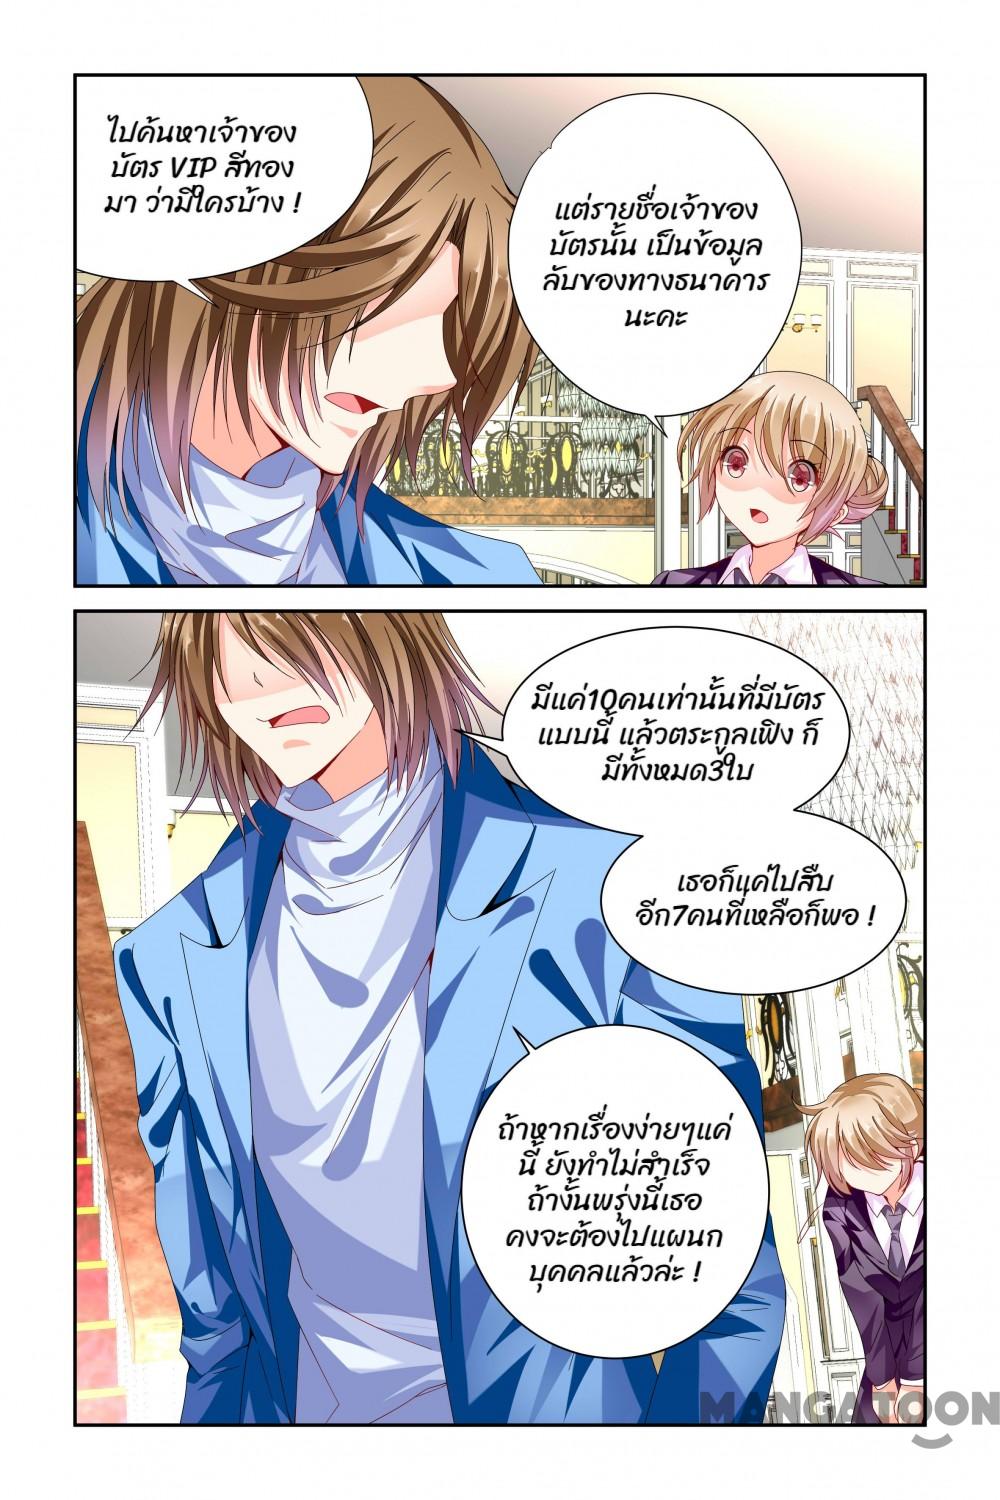 ไปค้นหาเจ้าของ
บัตร VIP สีทอง
มา ว่ามีใครบ้าง !
แต่รายชื่อเจ้าของ
บัตรนั้น เป็นข้อมูล
ลับของทางธนาคาร
นะคะ
มีแค่10คนเท่านั้นที่มีบัตร
แบบนี้ แล้วตระกูลเฟิง ก็
มีทั้งหมด3ใบ
เธอก็แค่ไปสืบ
อีก7คนที่เหลือก็พอ !
ถ้าหากเรื่องง่ายๆแค่
นี้ ยังทำไม่สำเร็จ
ถ้างั้นพรุ่งนี้เธอ
คงจะต้องไปแผนก
บุคคลแล้วล่ะ !
MANGATOON